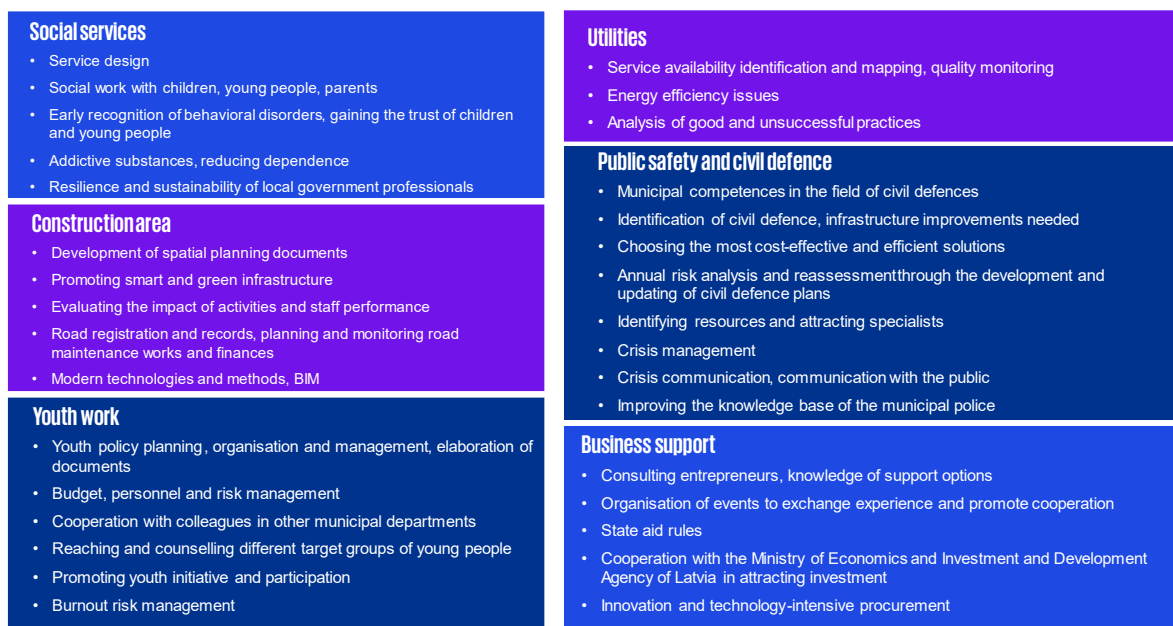 Social services
• Service design
• Social work with children, young people, parents
• Early recognition of behavioral disorders, gaining the trust of children
and young people
• Addictive substances, reducing dependence
• Resilience and sustainability of local government professionals
Construction area
• Development of spatial planning documents
• Promoting smart and green infrastructure
• Evaluating the impact of activities and staff performance
• Road registration and records, planning and monitoring road
maintenance works and finances
• Modern technologies and methods, BIM
Youth work
• Youth policy planning, organisation and management, elaboration of
documents
• Budget, personnel and risk management
• Cooperation with colleagues in other municipal departments
• Reaching and counselling different target groups of young people
• Promoting youth initiative and participation
• Burnout risk management
Utilities
• Service availability identification and mapping, quality monitoring
• Energy efficiency issues
• Analysis of good and unsuccessful practices
Public safety and civil defence
• Municipal competences in the field of civil defences
• Identification of civil defence, infrastructure improvements needed
• Choosing the most cost-effective and efficient solutions
• Annual risk analysis and reassessment through the development and
updating of civil defence plans
• Identifying resources and attracting specialists
• Crisis management
• Crisis communication, communication with the public
• Improving the knowledge base of the municipal police
Business support
• Consulting entrepreneurs, knowledge of support options
• Organisation of events to exchange experience and promote cooperation
• State aid rules
• Cooperation with the Ministry of Economics and Investment and Development
Agency of Latvia in attracting investment
• Innovation and technology-intensive procurement